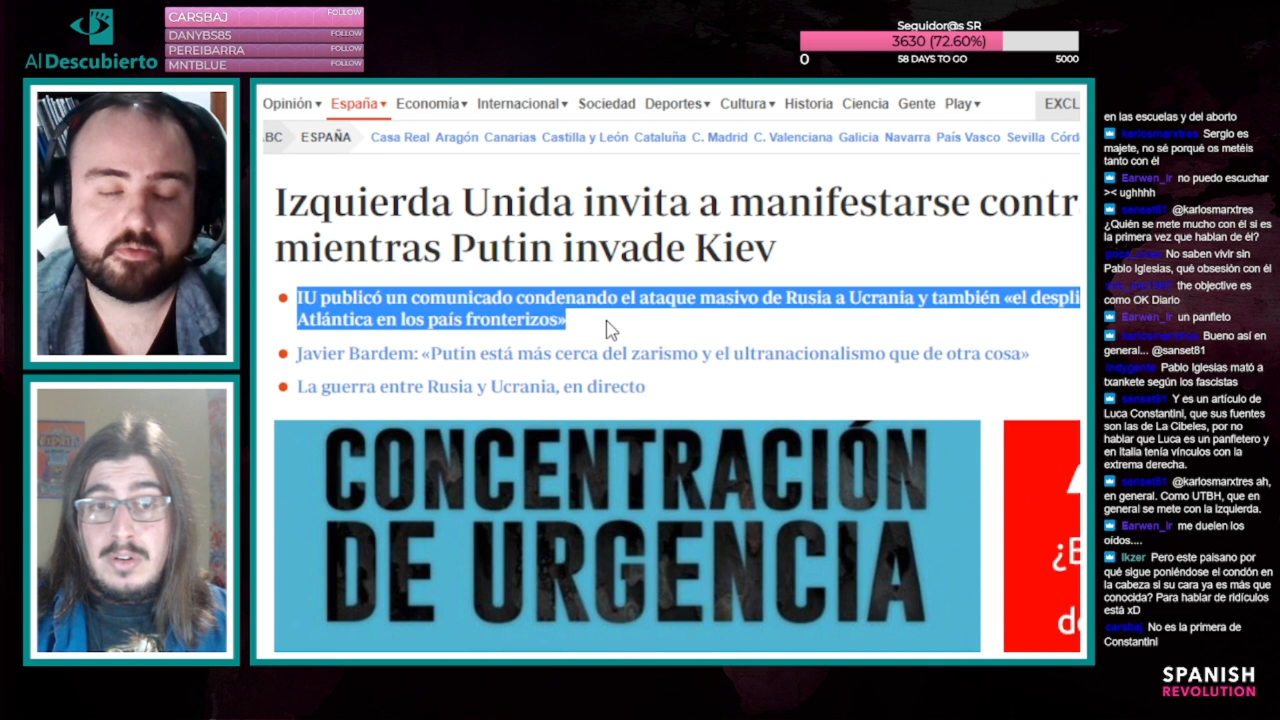 Al Descubierto
CARSBAJ FOLLOW
DANYBS85 FOLLOW
PEREIBARRA FOLLOW
MNTBLUE FOLLOW
Seguidor@s SR
3630 (72.60%)
0 58 DAYS TO GO 5000
Opinión España Economía Internacional Sociedad Deportes Cultura Historia Ciencia Gente Play EXCL
BC ESPAÑA Casa Real Aragón Canarias Castilla y León Cataluña C. Madrid C. Valenciana Galicia Navarra País Vasco Sevilla Córd
Izquierda Unida invita a manifestarse contr
mientras Putin invade Kiev
IU publicó un comunicado condenando el ataque masivo de Rusia a Ucrania y también «el despli
Atlántica en los país fronterizos»
Javier Bardem: «Putin está más cerca del zarismo y el ultranacionalismo que de otra cosa»
La guerra entre Rusia y Ucrania, en directo
CONCENTRACIÓN
DE URGENCIA
en las escuelas y del aborto
karlosmarxtres Sergio es
majete, no sé porqué os metéis
tanto con él
Earwen_Ir no puedo escuchar
>< ughhhh
sanset81 @karlosmarxtres
¿Quién se mete mucho con él si es
la primera vez que hablan de él?
No saben vivir sin
Pablo Iglesias, qué obsesión con él
the objective es
como OK Diario
Earwen_Ir un panfleto
karlosmarxtres Bueno así en
general... @sanset81
Pablo Iglesias mató a
txankete según los fascistas
sanset81 Y es un artículo de
Luca Constantini, que sus fuentes
son las de La Cibeles, por no
hablar que Luca es un panfletero y
en Italia tenía vínculos con la
extrema derecha.
sanset81 @karlosmarxtres ah,
en general. Como UTBH, que en
general se mete con la izquierda.
Earwen_Ir me duelen los
oídos....
Ikzer Pero este paisano por
qué sigue poniéndose el condón en
la cabeza si su cara ya es más que
conocida? Para hablar de ridículos
está xD
carsbaj No es la primera de
Constantini
SPANISH
REVOLUTION